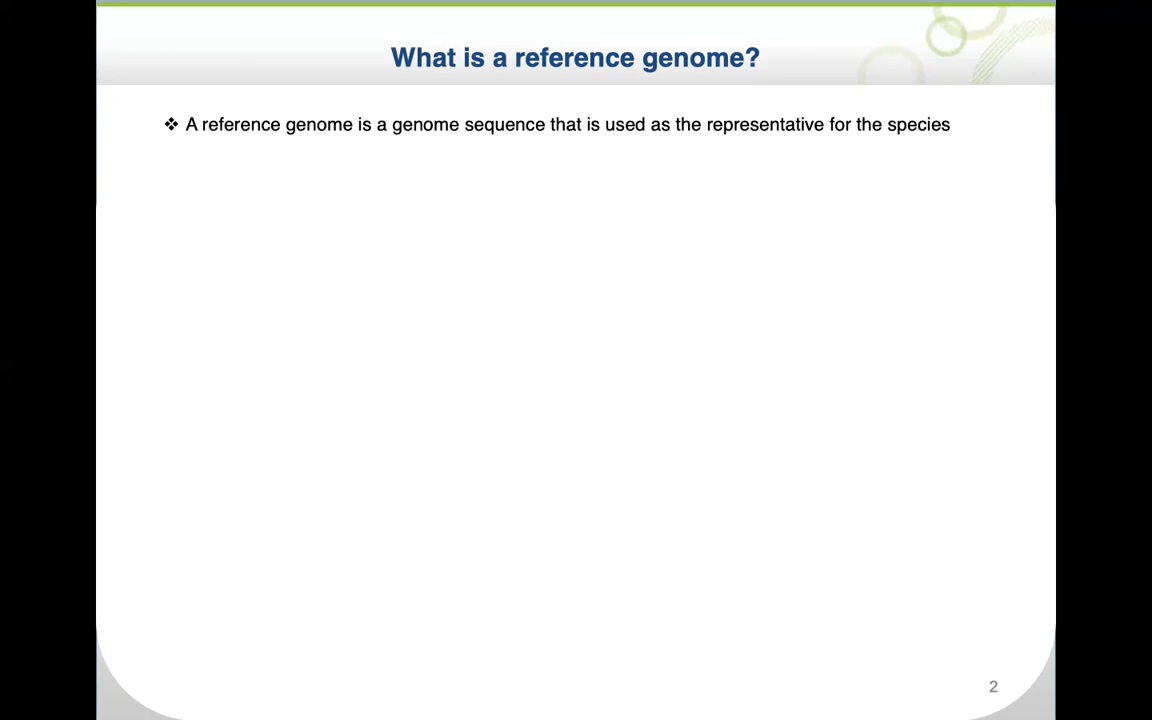 What is a reference genome?
❖ A reference genome is a genome sequence that is used as the representative for the species
2